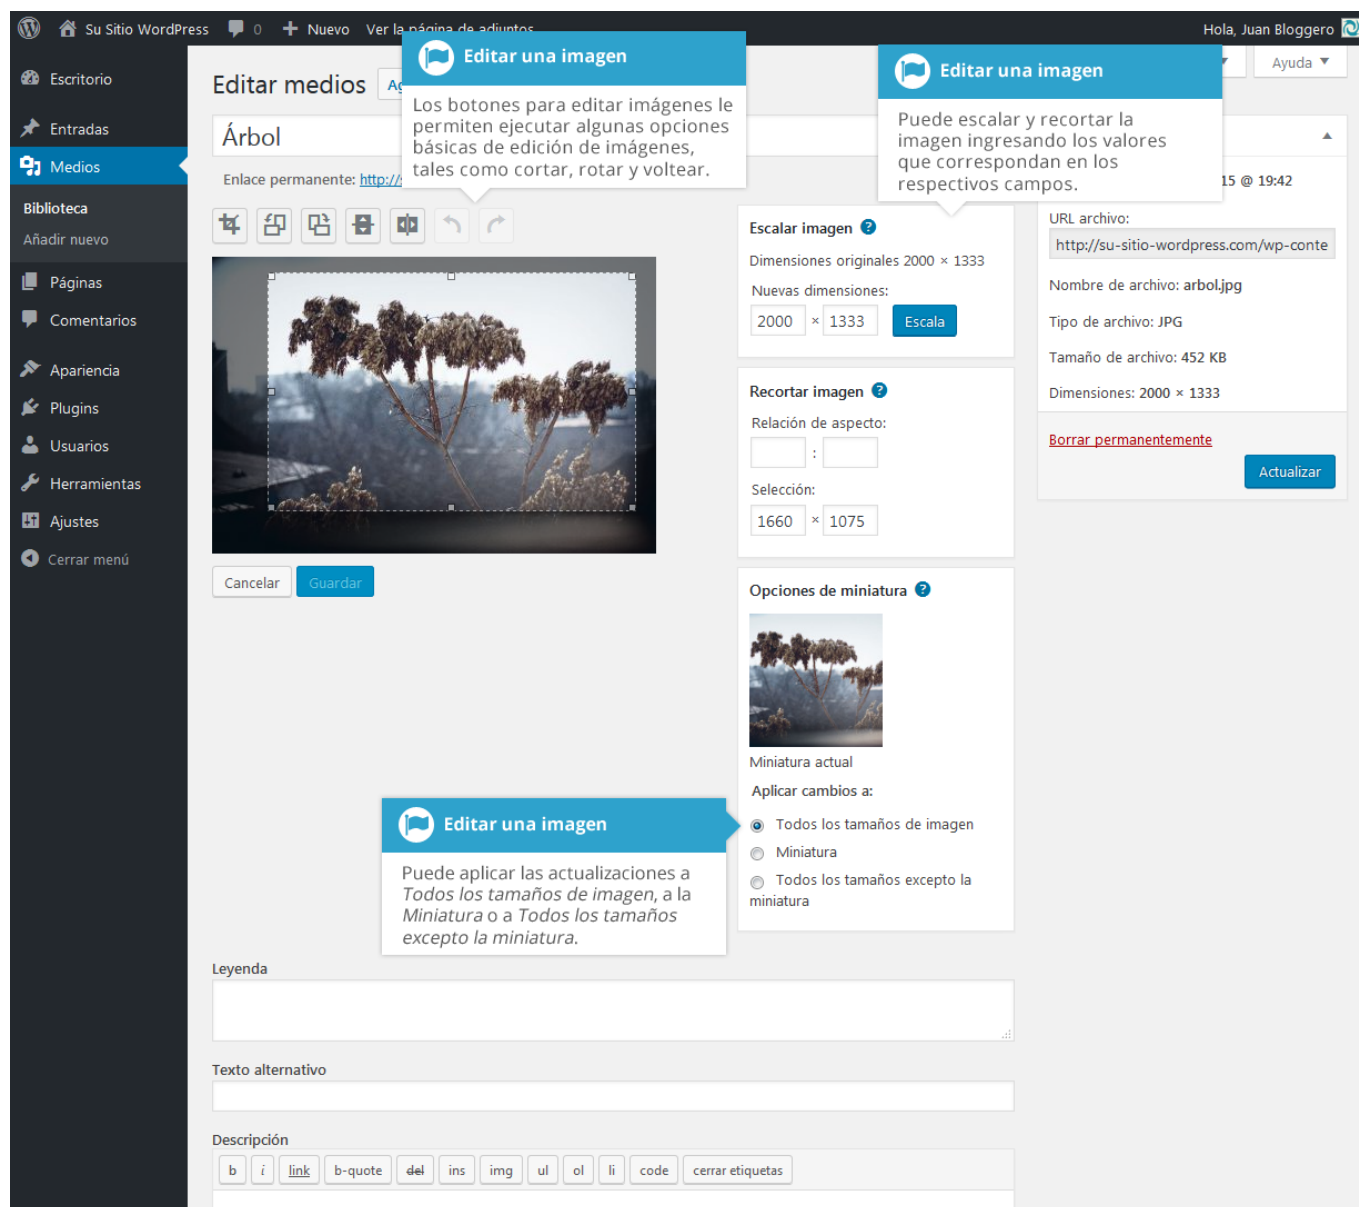 Su Sitio WordPress 0 Nuevo Ver la página de adjuntos Hola, Juan Bloggero
Escritorio
Entradas
Medios
Biblioteca
Añadir nuevo
Páginas
Comentarios
Apariencia
Plugins
Usuarios
Herramientas
Ajustes
Cerrar menú
Ayuda
Editar medios
Árbol
Enlace permanente: http://s
Editar una imagen
Los botones para editar imágenes le
permiten ejecutar algunas opciones
básicas de edición de imágenes,
tales como cortar, rotar y voltear.
Editar una imagen
Puede escalar y recortar la
imagen ingresando los valores
que correspondan en los
respectivos campos.
Cancelar Guardar
Escalar imagen ?
Dimensiones originales 2000 × 1333
Nuevas dimensiones:
2000 × 1333 Escala
Recortar imagen ?
Relación de aspecto:
:
Selección:
1660 × 1075
Opciones de miniatura ?
Miniatura actual
Aplicar cambios a:
Todos los tamaños de imagen
Miniatura
Todos los tamaños excepto la
miniatura
Editar una imagen
Puede aplicar las actualizaciones a
Todos los tamaños de imagen, a la
Miniatura o a Todos los tamaños
excepto la miniatura.
15 @ 19:42
URL archivo:
http://su-sitio-wordpress.com/wp-conte
Nombre de archivo: arbol.jpg
Tipo de archivo: JPG
Tamaño de archivo: 452 KB
Dimensiones: 2000 × 1333
Borrar permanentemente
Actualizar
Leyenda
Texto alternativo
Descripción
b i link b-quote del ins img ul ol li code cerrar etiquetas